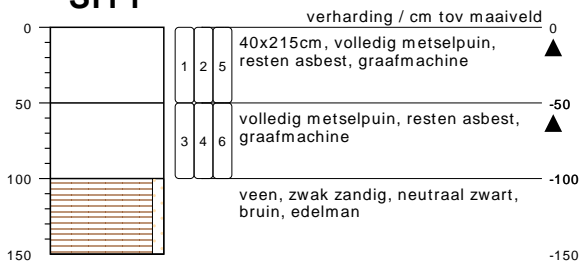 verharding / cm tov maaiveld
0
0
40x215cm, volledig metselpuin,
resten asbest, graafmachine
1 2 5
50
-50
volledig metselpuin, resten asbest,
graafmachine
3 4 6
100
-100
veen, zwak zandig, neutraal zwart,
bruin, edelman
150
-150